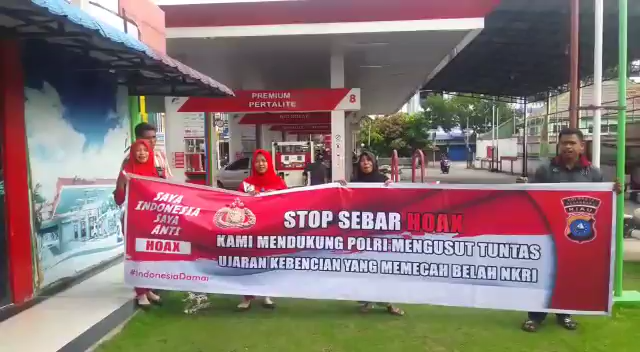 PREMIUM
PERTALITE
8
SAYA
INDONESIA
SAYA
ANTI
HOAX
#IndonesiaDamai
STOP SEBAR HOAX
KAMI MENDUKUNG POLRI MENGUSUT TUNTAS
UJARAN KEBENCIAN YANG MEMECAH BELAH NKRI
RIAU